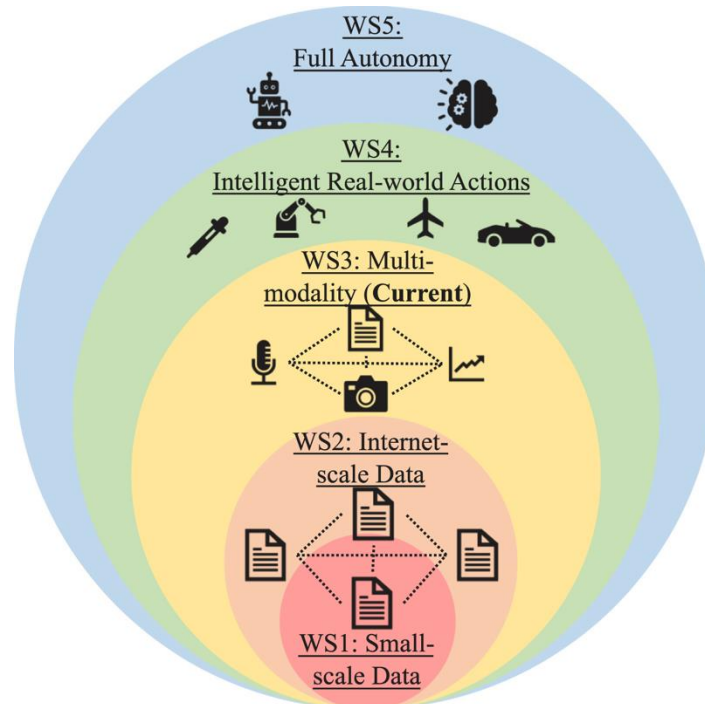 WS5:
Full Autonomy
WS4:
Intelligent Real-world Actions
WS3: Multi-
modality (Current)
WS2: Internet-
scale Data
WS1: Small-
scale Data